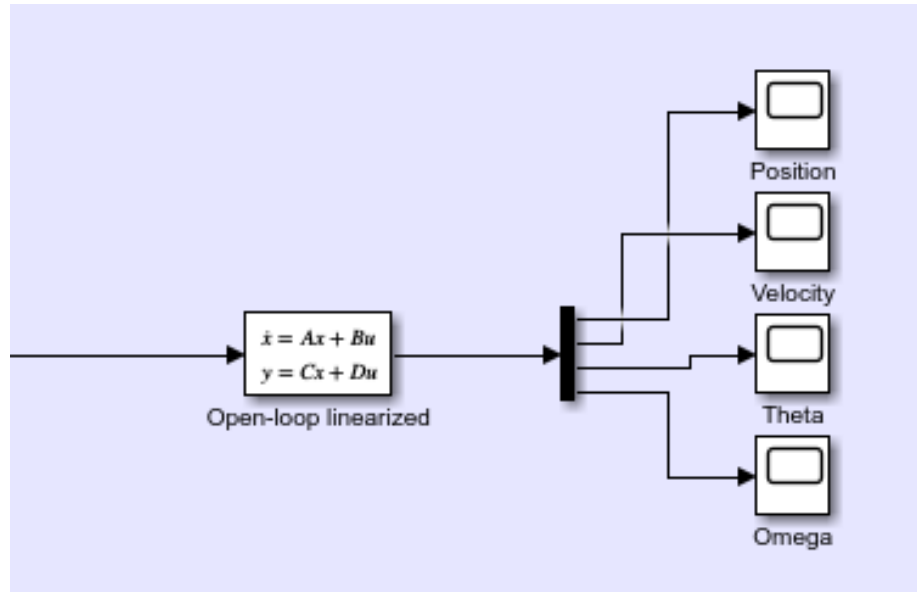 Position
Velocity
ẋ = Ax + Bu
y = Cx + Du
Open-loop linearized
Theta
Omega